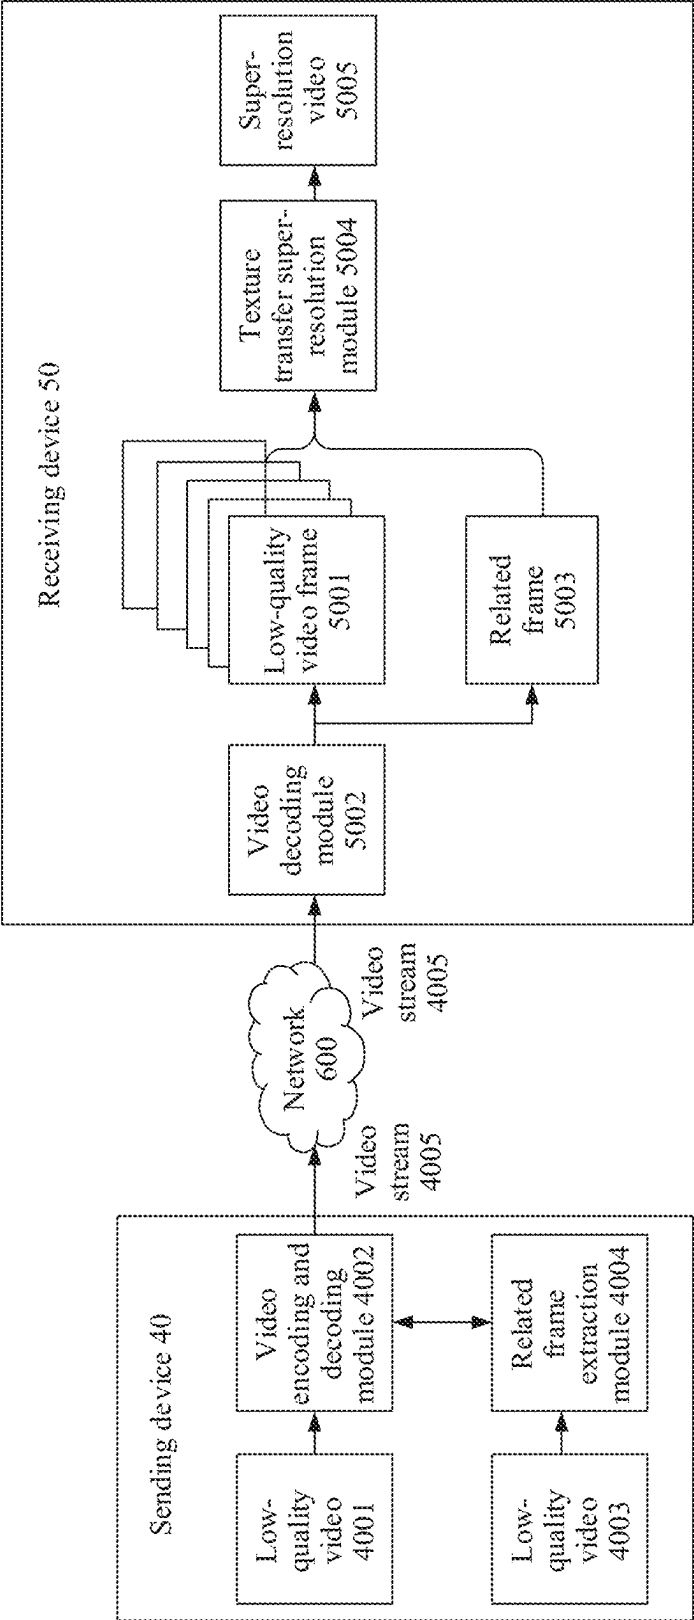 Sending device 40
Low-
quality
video
4001
Video
encoding and
decoding
module 4002
Low-
quality
video
4003
Related
frame
extraction
module 4004
Video
stream
4005
Network
600
Video
stream
4005
Receiving device 50
Video
decoding
module
5002
Low-quality
video frame
5001
Related
frame
5003
Texture
transfer super-
resolution
module 5004
Super-
resolution
video
5005